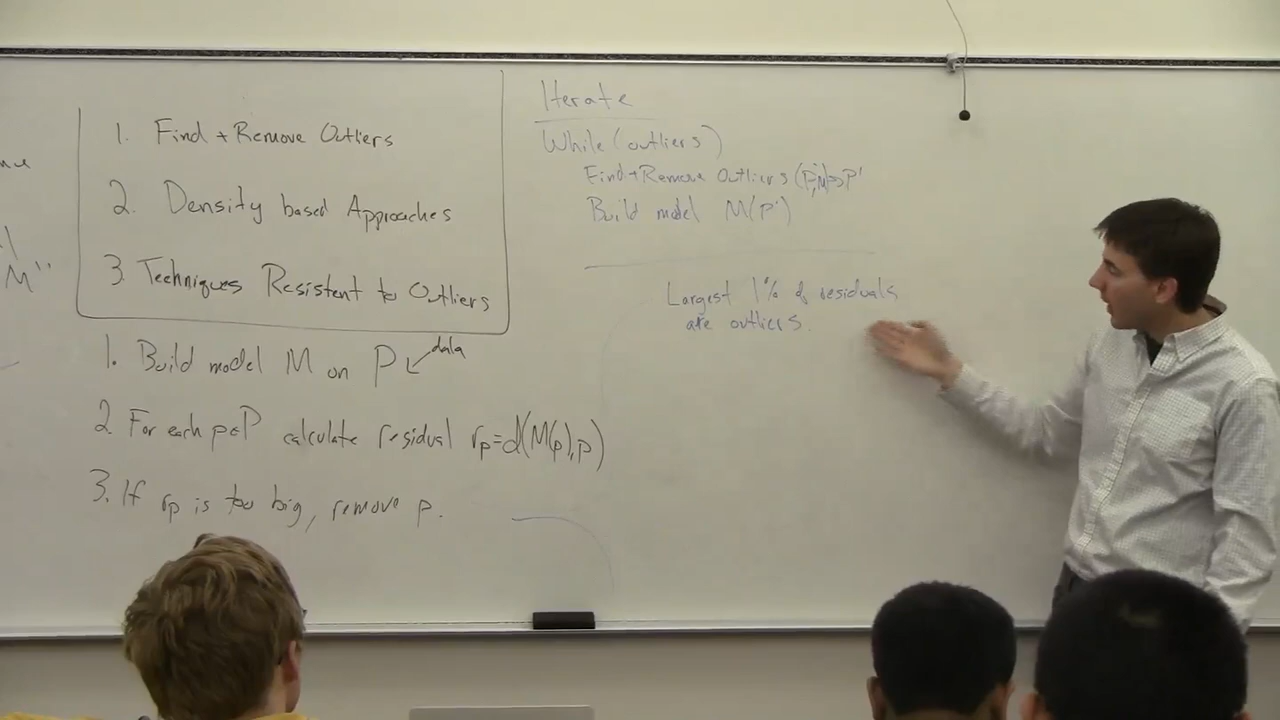 1. Find + Remove Outliers
2. Density based Approaches
3. Techniques Resistent to Outliers
1. Build model M on P data
2. For each p∈P calculate residual rp=d(M(p),p)
3. If rp is too big, remove p.
M"
Iterate
While (outliers)
Find + Remove Outliers
Build model M(P')
Largest 1% of residuals
are outliers.